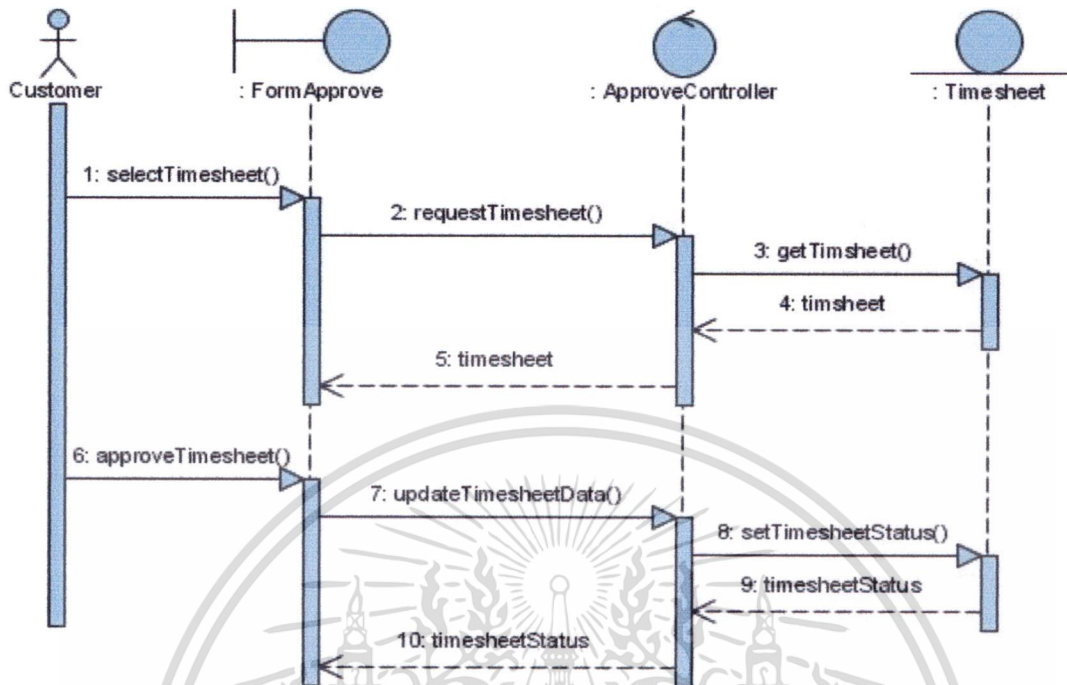 Customer
: FormApprove
: ApproveController
: Timesheet
1: selectTimesheet()
2: requestTimesheet()
3: getTimsheet()
4: timsheet
5: timesheet
6: approveTimesheet()
7: updateTimesheetData()
8: setTimesheetStatus()
9: timesheetStatus
10: timesheetStatus